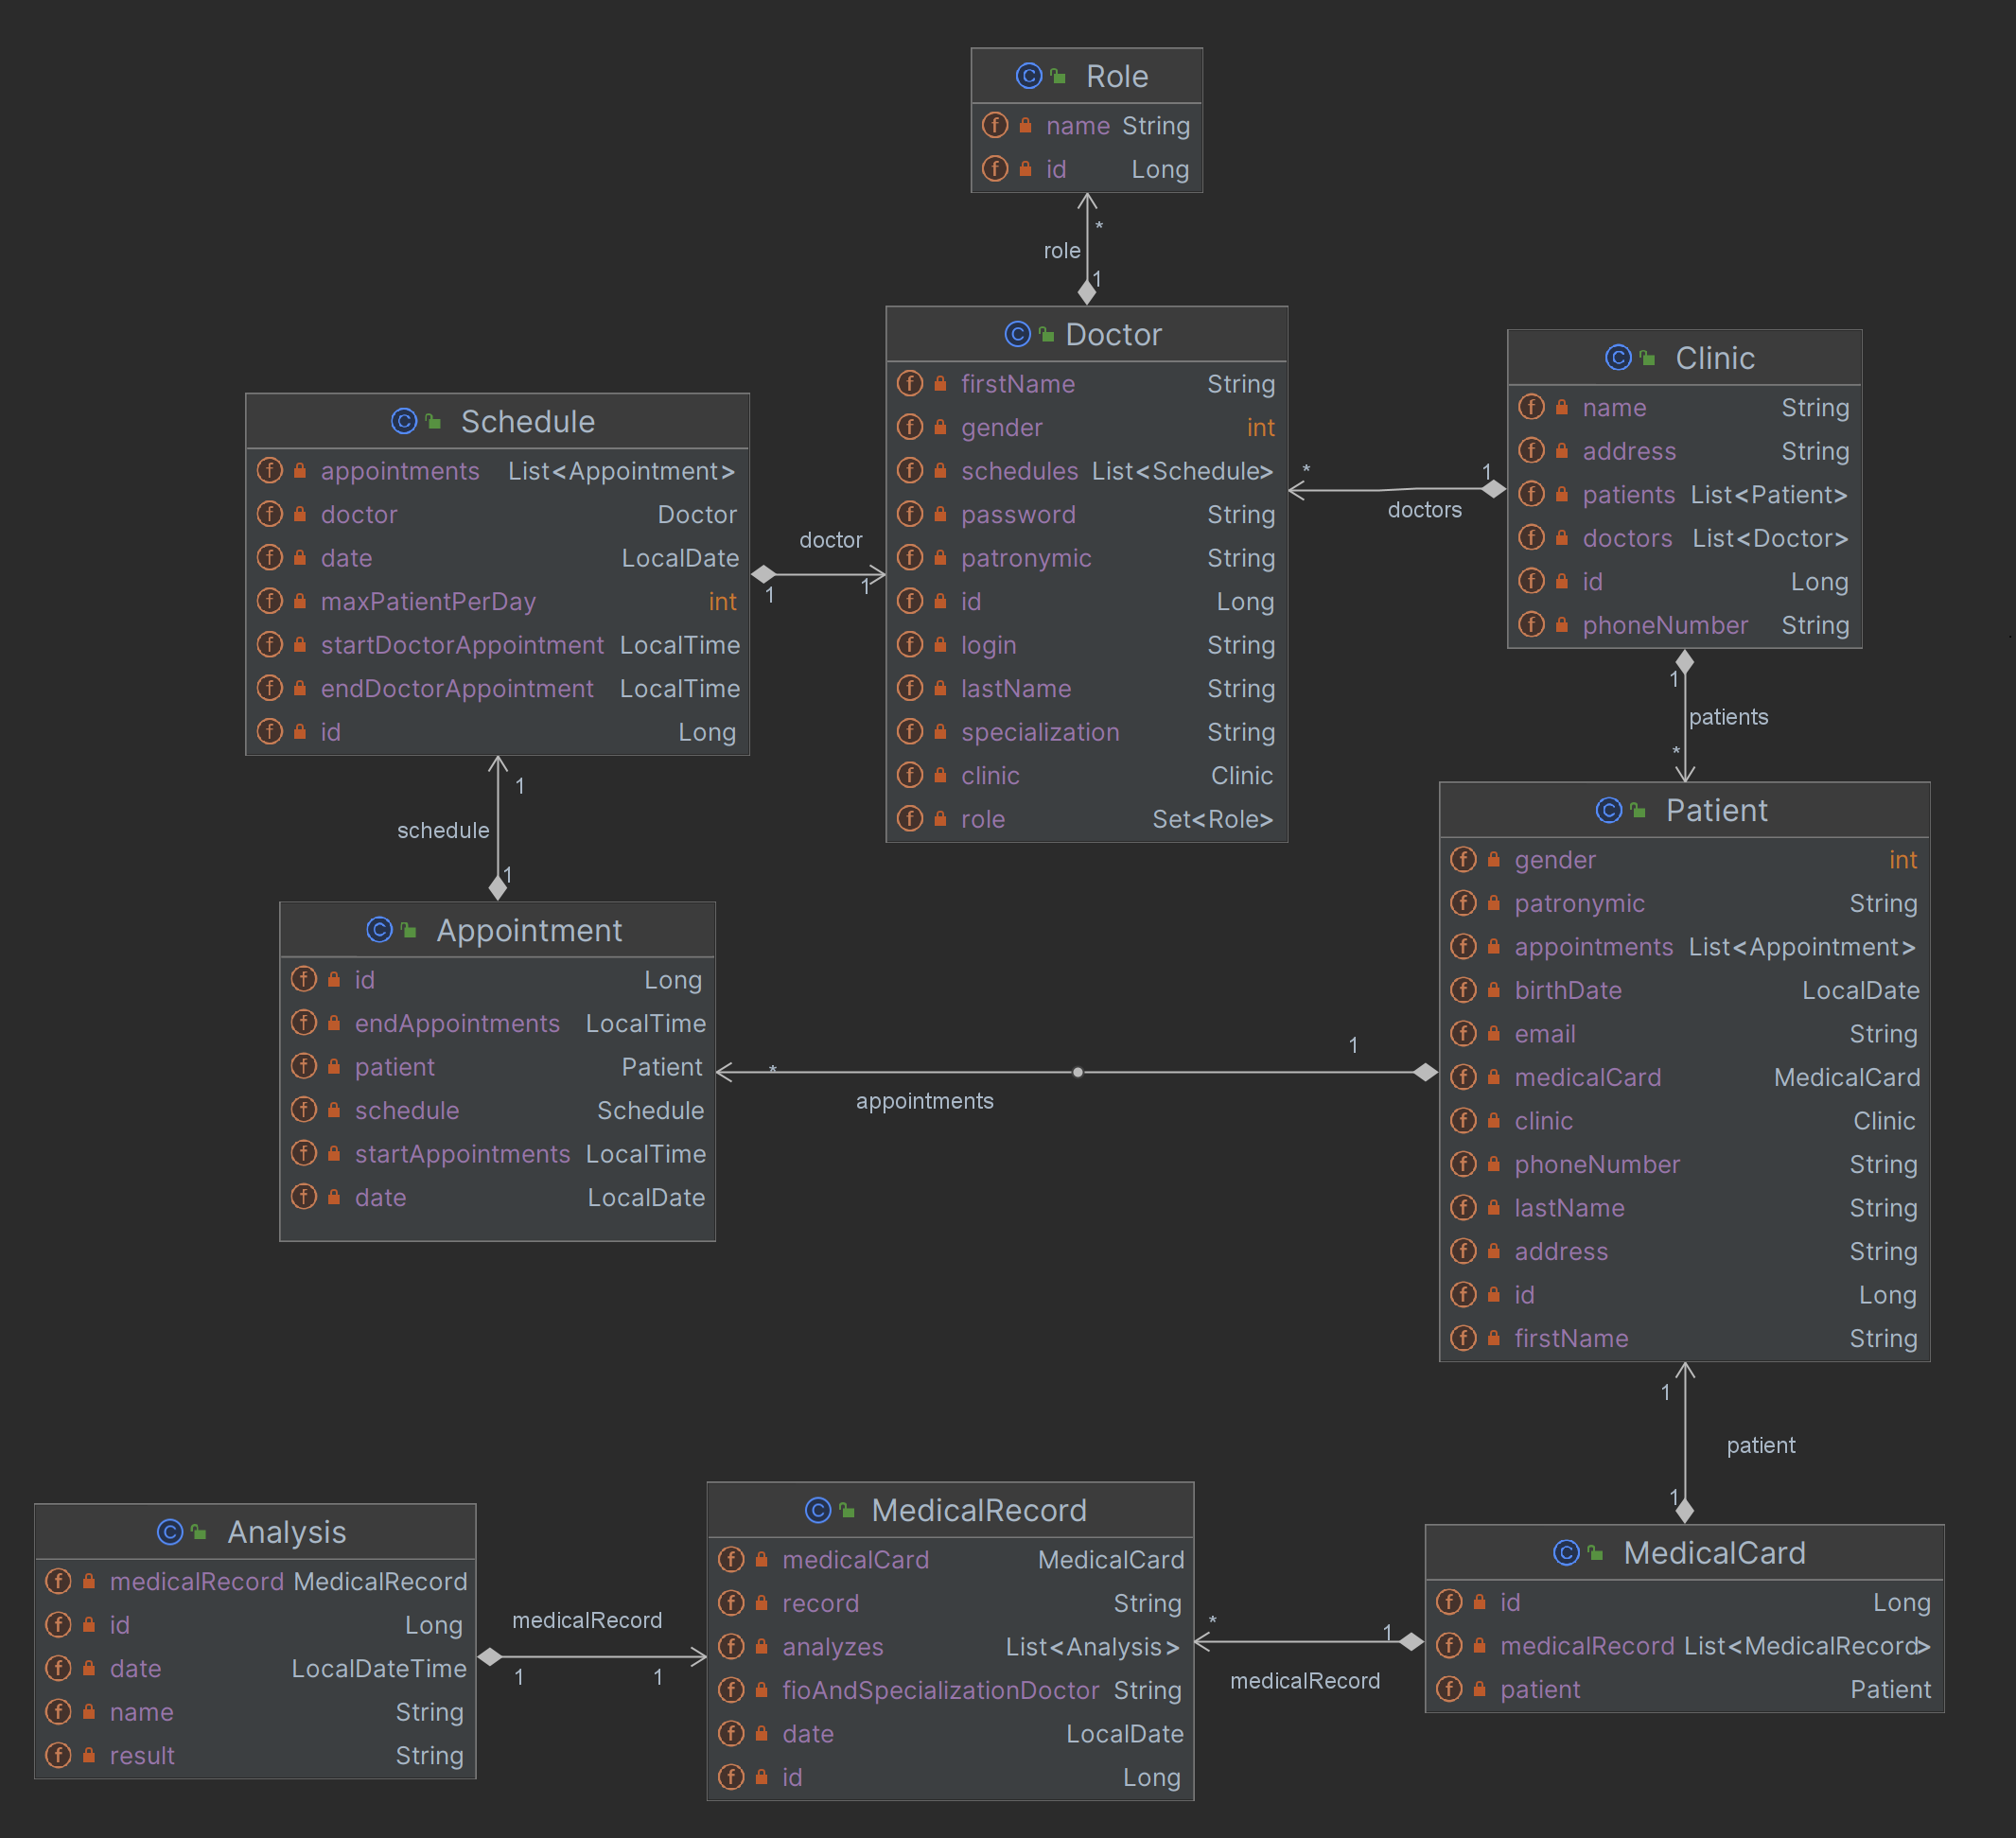 Role
name String
id Long
*
role
1
Doctor
firstName String
gender int
schedules List<Schedule>
password String
patronymic String
id Long
login String
lastName String
specialization String
clinic Clinic
role Set<Role>
Clinic
name String
address String
patients List<Patient>
doctors List<Doctor>
id Long
phoneNumber String
* 1
doctors
Schedule
appointments List<Appointment>
doctor Doctor
date LocalDate
maxPatientPerDay int
startDoctorAppointment LocalTime
endDoctorAppointment LocalTime
id Long
doctor
1 1
1
patients
*
1
schedule
1
Appointment
id Long
endAppointments LocalTime
patient Patient
schedule Schedule
startAppointments LocalTime
date LocalDate
* 1
appointments
Patient
gender int
patronymic String
appointments List<Appointment>
birthDate LocalDate
email String
medicalCard MedicalCard
clinic Clinic
phoneNumber String
lastName String
address String
id Long
firstName String
1
patient
1
Analysis
medicalRecord MedicalRecord
id Long
date LocalDateTime
name String
result String
medicalRecord
1 1
MedicalRecord
medicalCard MedicalCard
record String
analyzes List<Analysis>
fioAndSpecializationDoctor String
date LocalDate
id Long
* 1
medicalRecord
MedicalCard
id Long
medicalRecord List<MedicalRecord>
patient Patient